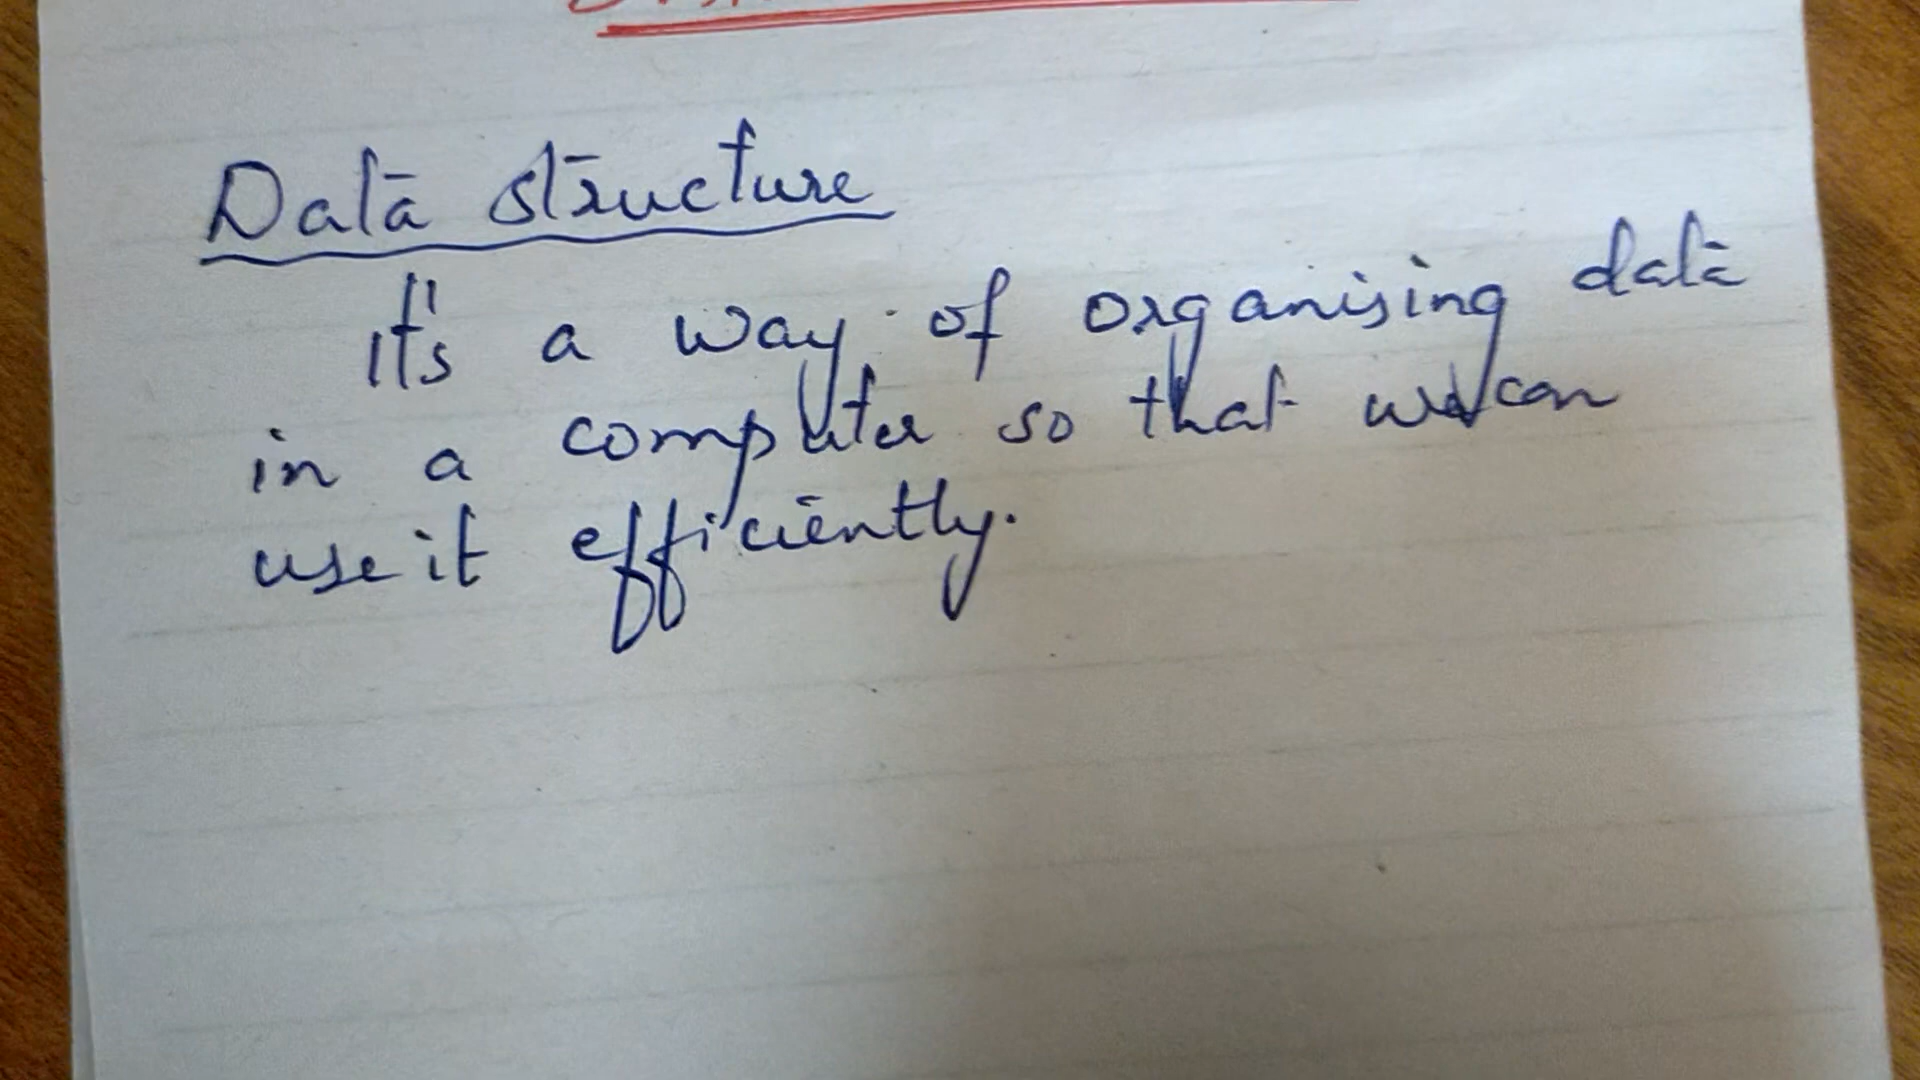 Data structure
It's a way of organising data
in a computer so that we can
use it efficiently.